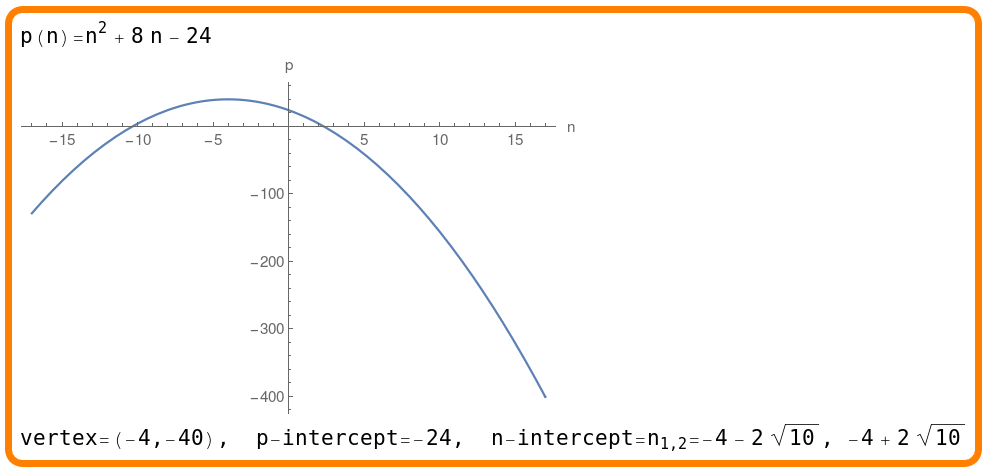 p(n)=n² + 8 n − 24
p
n
−15 −10 −5 5 10 15
−100
−200
−300
−400
vertex=(−4,−40), p−intercept=−24, n−intercept=n₁,₂=−4 − 2 √10, −4 + 2 √10